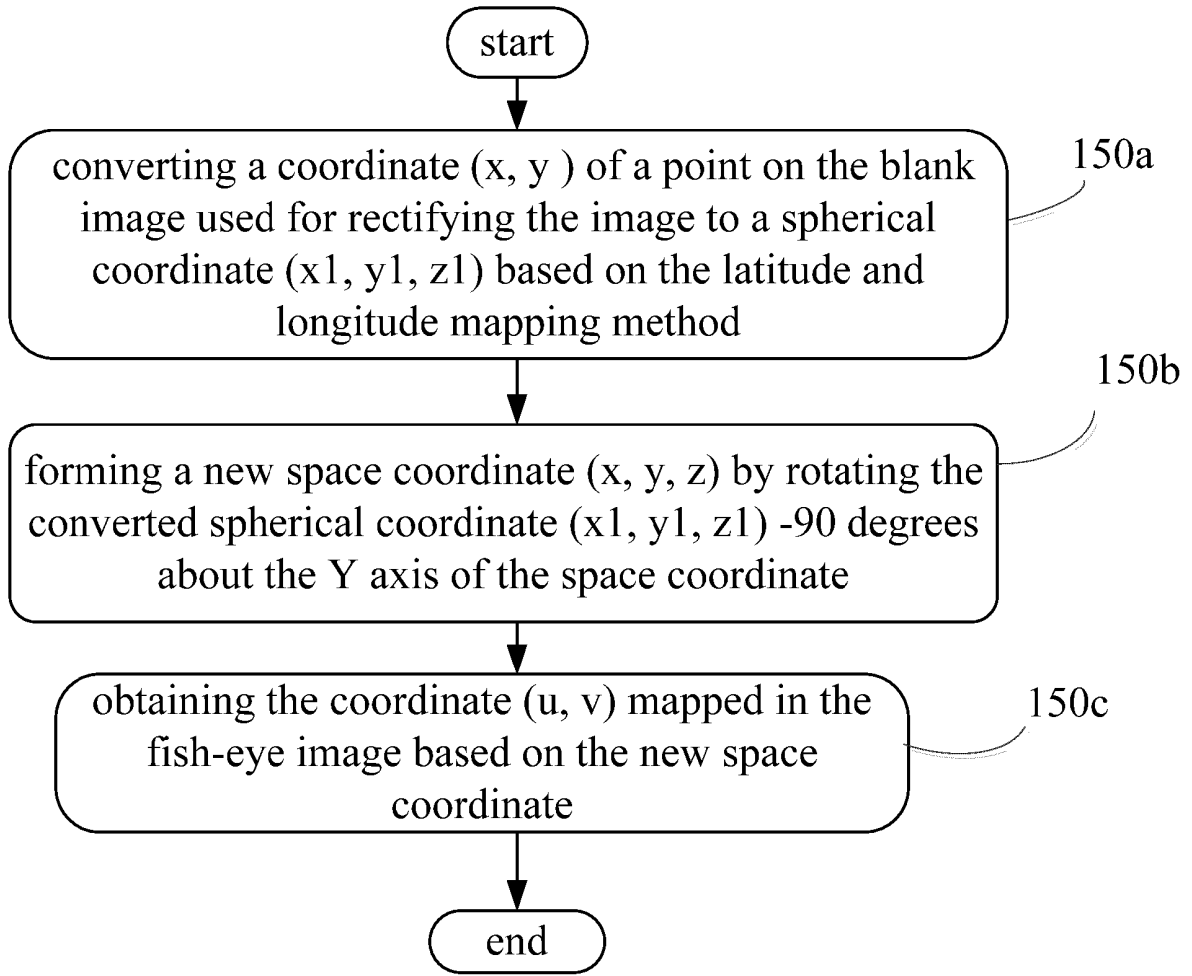 start
converting a coordinate (x, y ) of a point on the blank
image used for rectifying the image to a spherical
coordinate (x1, y1, z1) based on the latitude and
longitude mapping method
150a
150b
forming a new space coordinate (x, y, z) by rotating the
converted spherical coordinate (x1, y1, z1) -90 degrees
about the Y axis of the space coordinate
obtaining the coordinate (u, v) mapped in the
fish-eye image based on the new space
coordinate
150c
end